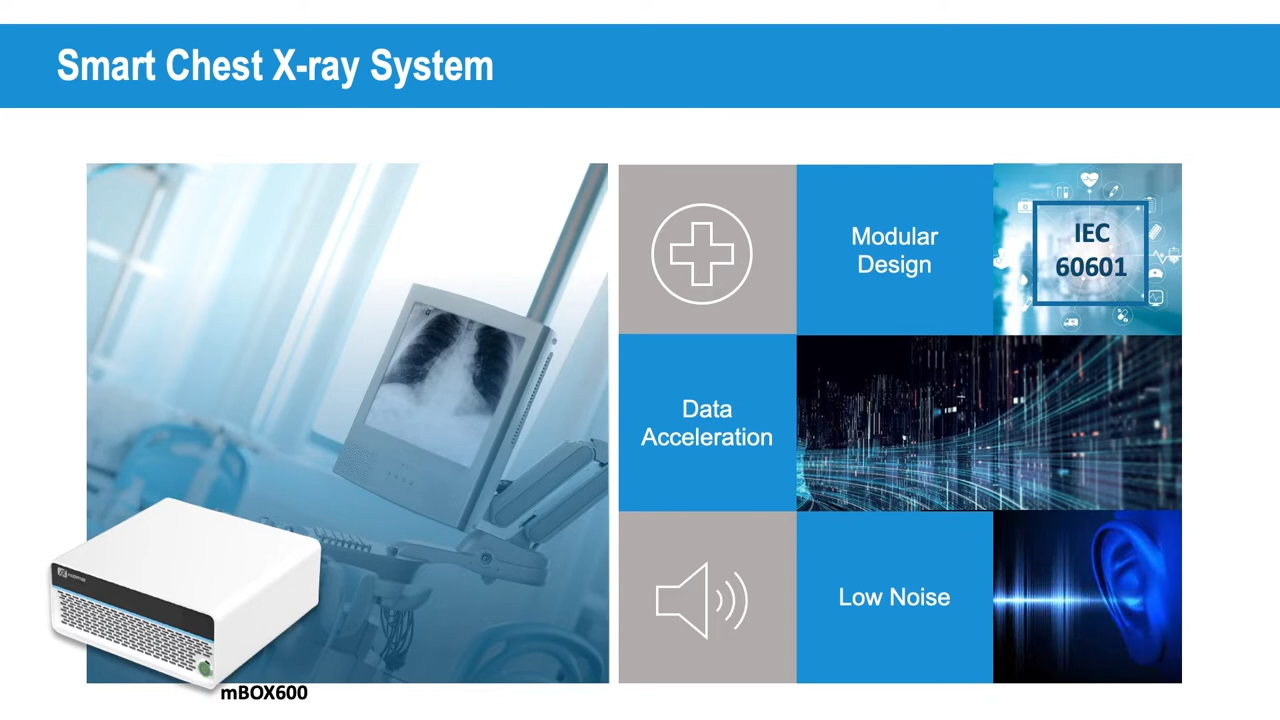 Smart Chest X-ray System
Modular
Design
IEC
60601
Data
Acceleration
Low Noise
mBOX600